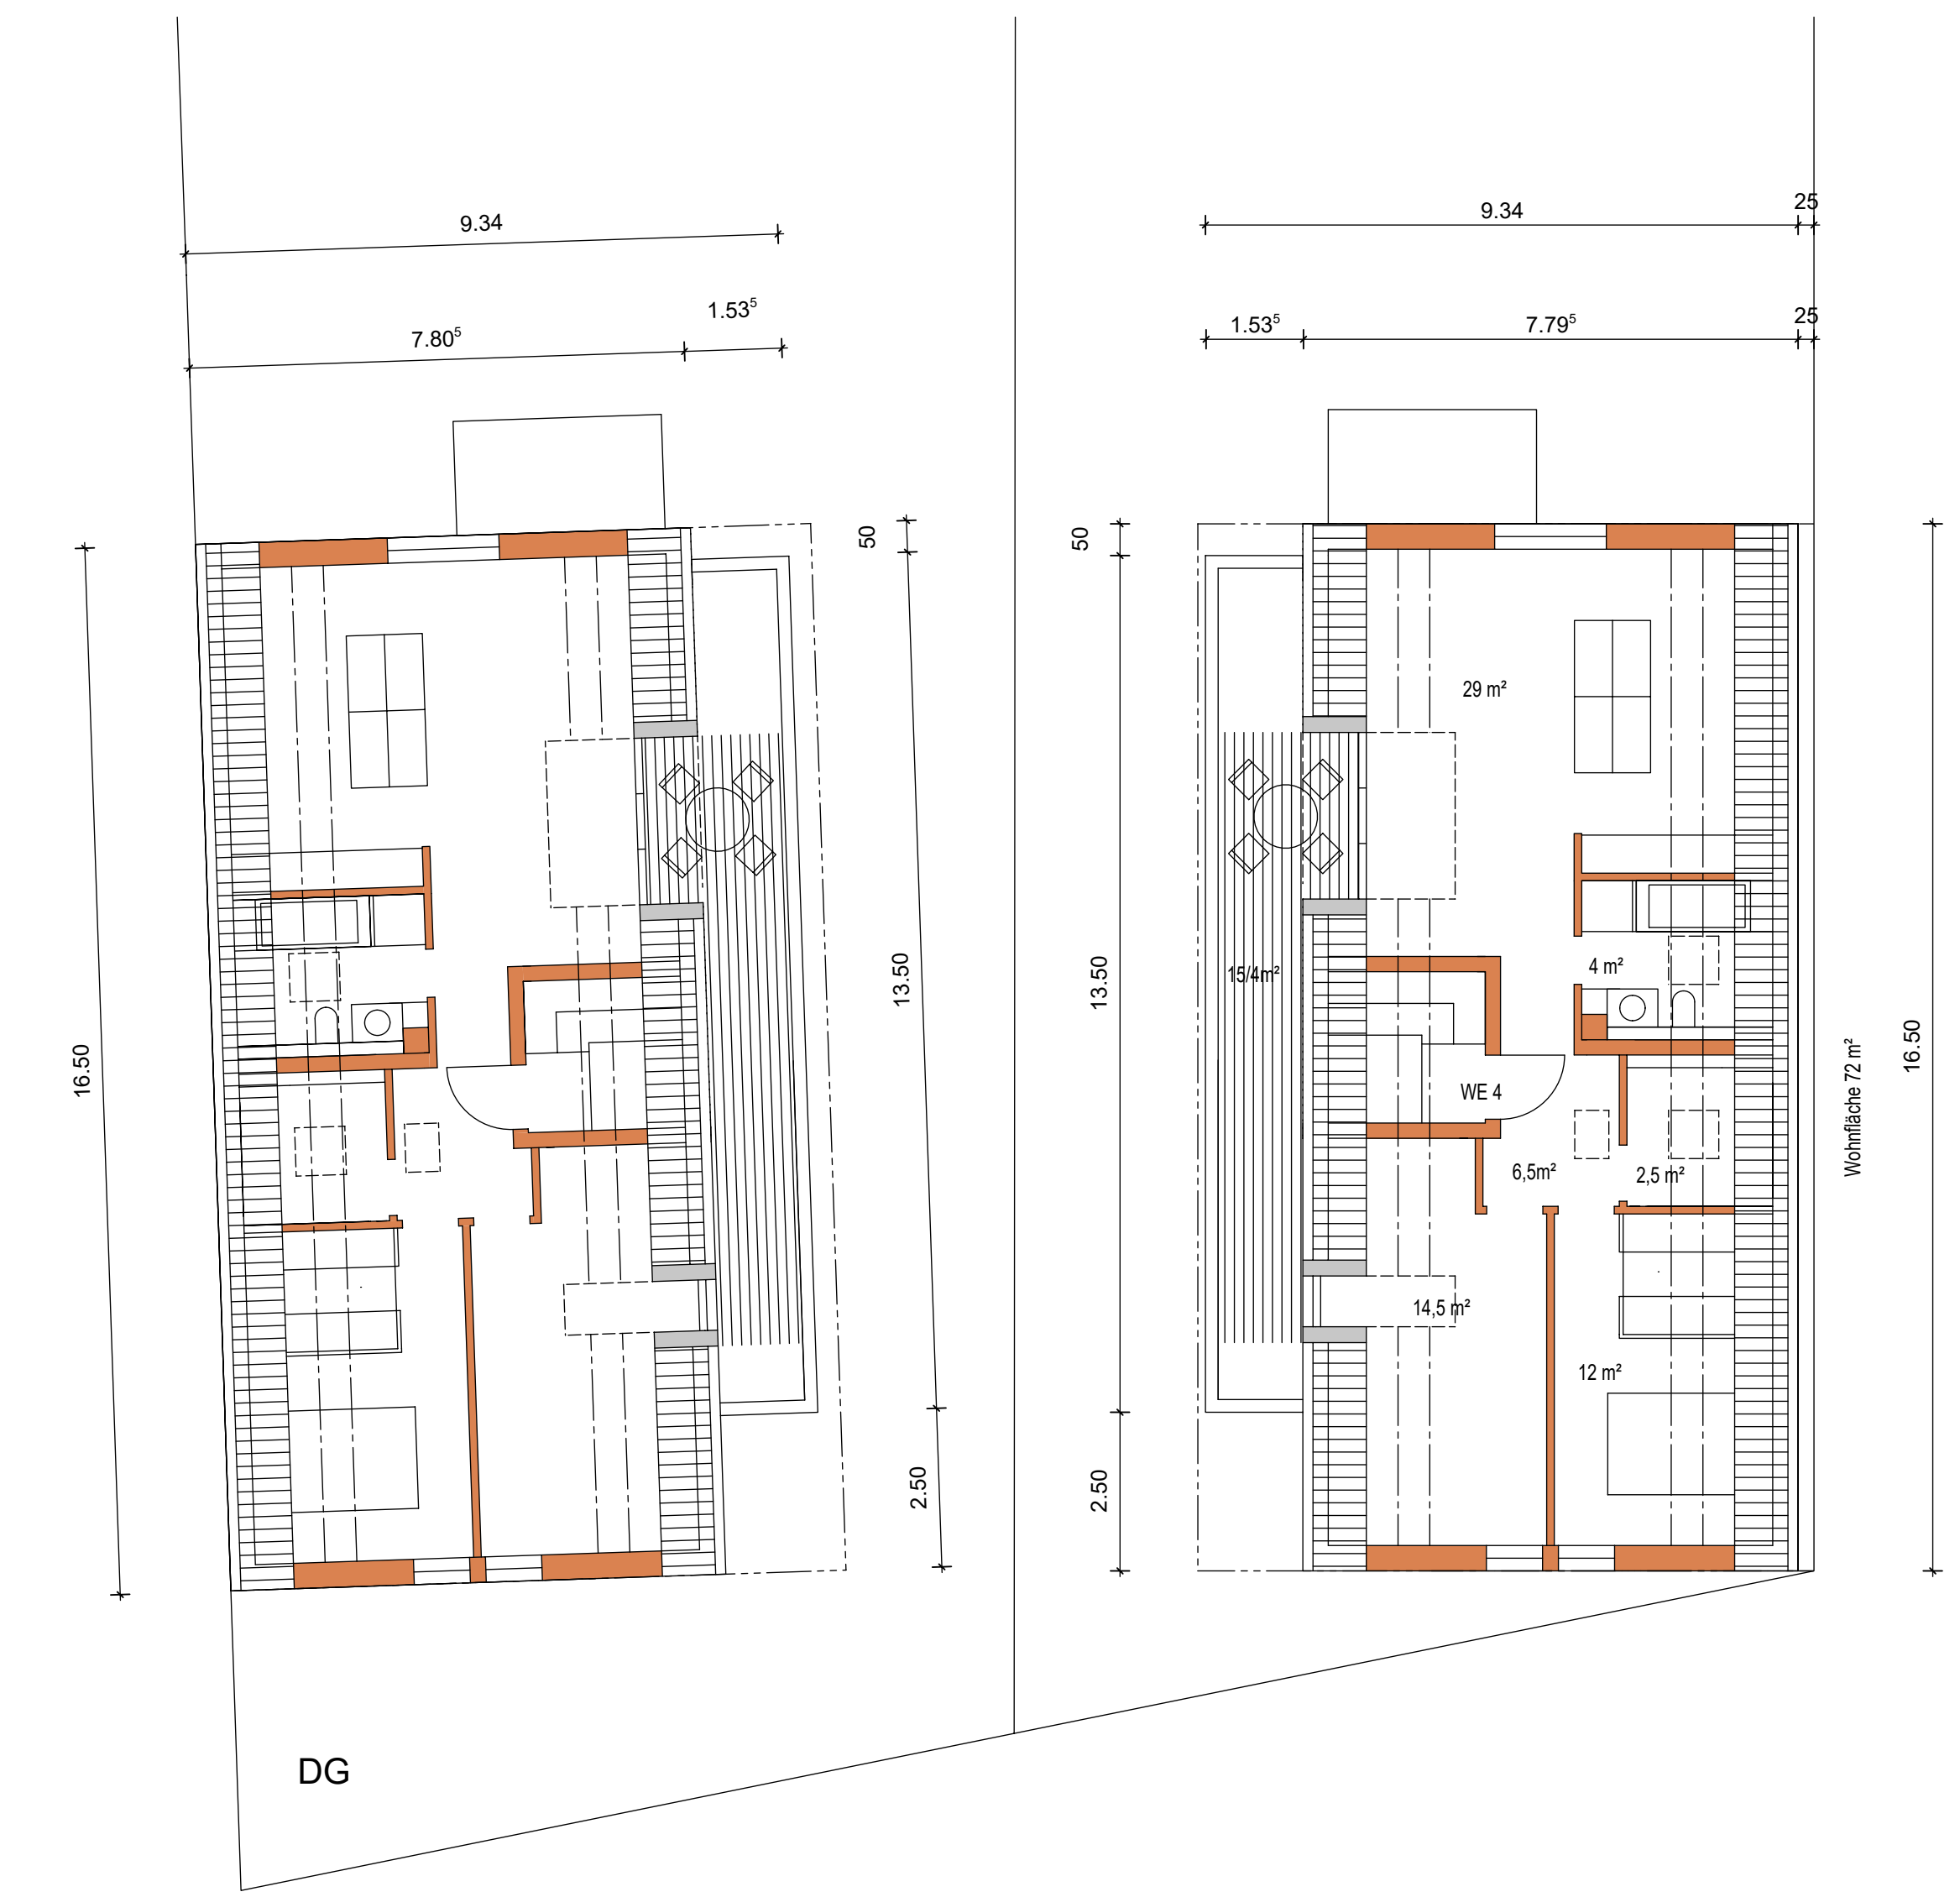 9.34
9.34
25
7.80⁵
1.53⁵
1.53⁵
7.79⁵
25
50
50
29 m²
15/4m²
4 m²
13.50
13.50
16.50
16.50
WE 4
Wohnfläche 72 m²
6,5m²
2,5 m²
14,5 m²
12 m²
2.50
2.50
DG